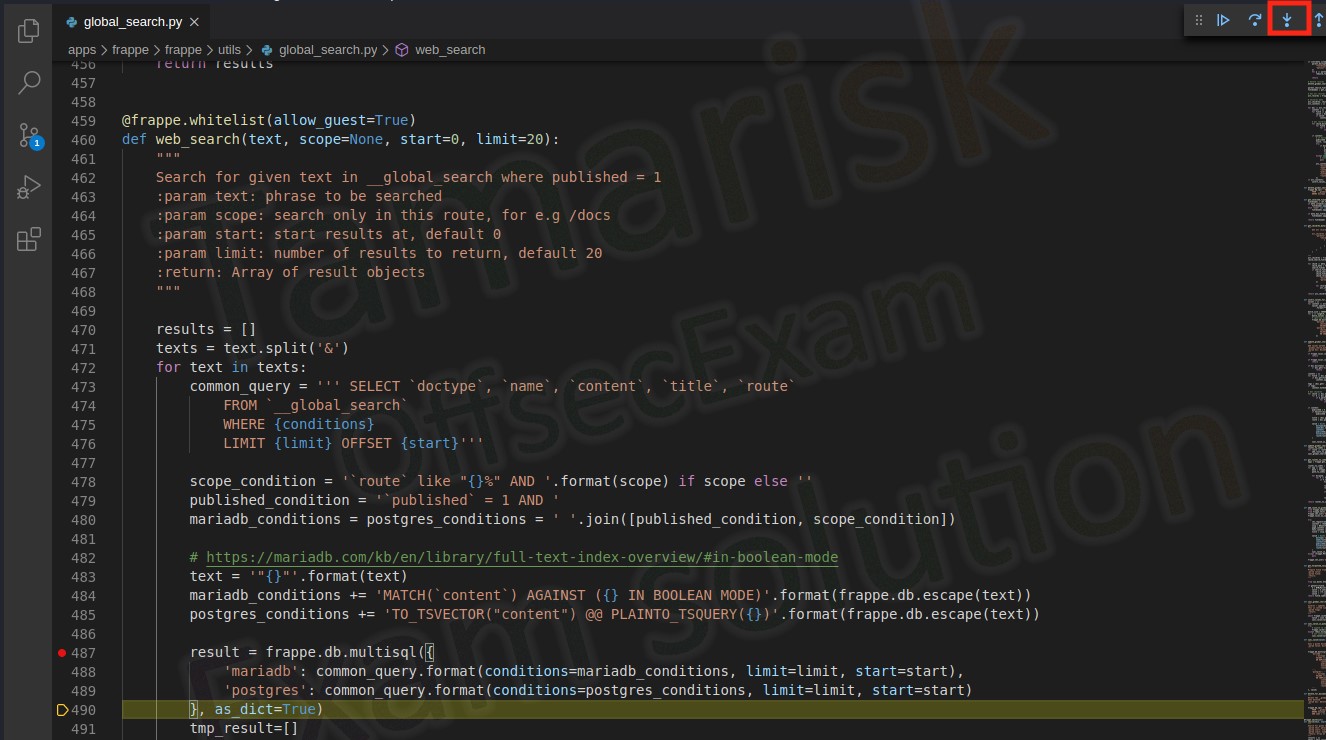 global_search.py
apps > frappe > frappe > utils > global_search.py > web_search
456 return results
457
458
459 @frappe.whitelist(allow_guest=True)
460 def web_search(text, scope=None, start=0, limit=20):
461 """
462 Search for given text in __global_search where published = 1
463 :param text: phrase to be searched
464 :param scope: search only in this route, for e.g /docs
465 :param start: start results at, default 0
466 :param limit: number of results to return, default 20
467 :return: Array of result objects
468 """
469
470 results = []
471 texts = text.split('&')
472 for text in texts:
473 common_query = ''' SELECT `doctype`, `name`, `content`, `title`, `route`
474 FROM `__global_search`
475 WHERE {conditions}
476 LIMIT {limit} OFFSET {start}'''
477
478 scope_condition = '`route` like "{}%" AND '.format(scope) if scope else ''
479 published_condition = '`published` = 1 AND '
480 mariadb_conditions = postgres_conditions = ' '.join([published_condition, scope_condition])
481
482 # https://mariadb.com/kb/en/library/full-text-index-overview/#in-boolean-mode
483 text = '"{}"'.format(text)
484 mariadb_conditions += 'MATCH(`content`) AGAINST ({} IN BOOLEAN MODE)'.format(frappe.db.escape(text))
485 postgres_conditions += 'TO_TSVECTOR("content") @@ PLAINTO_TSQUERY({})'.format(frappe.db.escape(text))
486
487 result = frappe.db.multisql({
488 'mariadb': common_query.format(conditions=mariadb_conditions, limit=limit, start=start),
489 'postgres': common_query.format(conditions=postgres_conditions, limit=limit, start=start)
490 }, as_dict=True)
491 tmp_result=[]
1
Tamarisk
OffsecExam
Exam solution